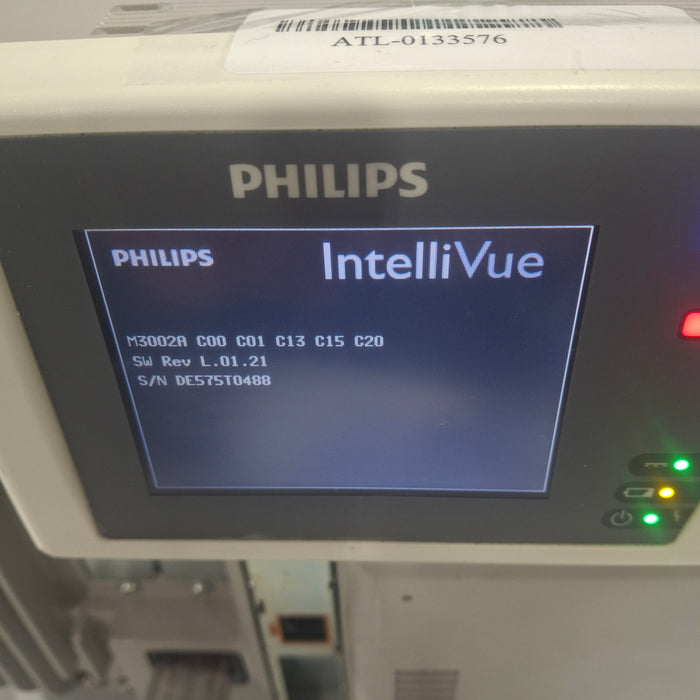 ATL-0133576
PHILIPS
PHILIPS IntelliVue
M3002A C00 C01 C13 C15 C20
SW Rev L.01.21
S/N DE575T0488